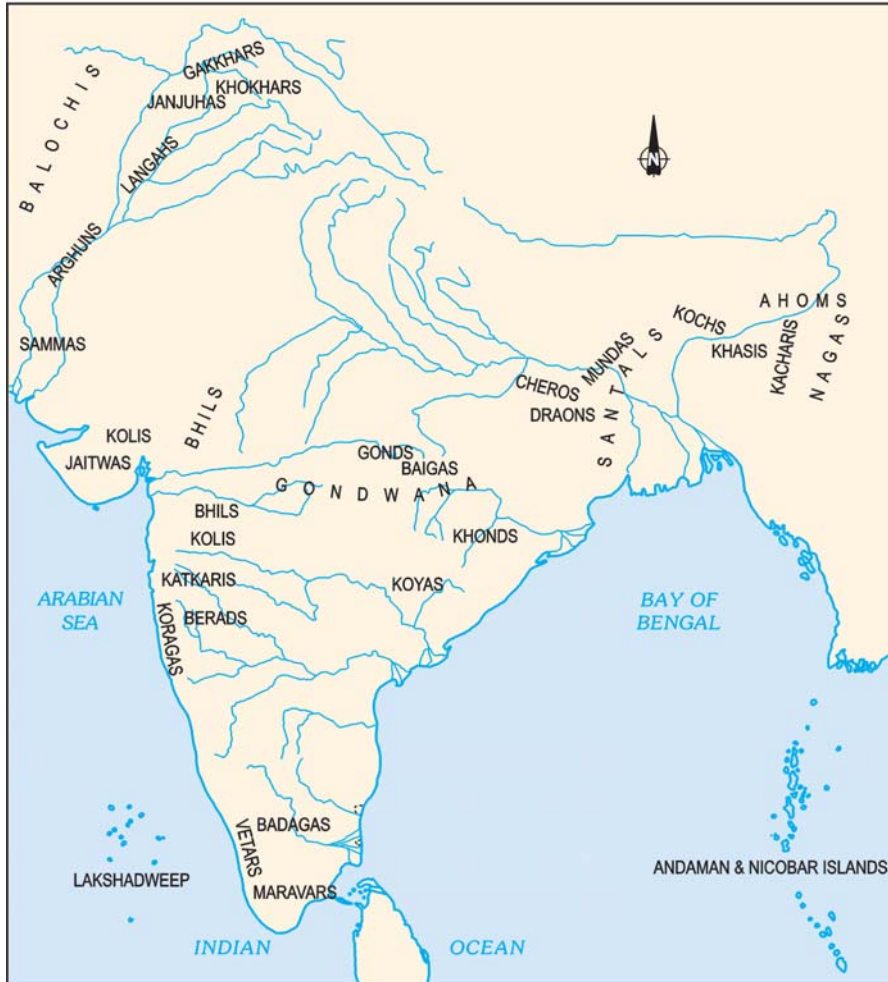 GAKKHARS
KHOKHARS
JANJUHAS
BALOCHIS
LANGAHS
N
ARGHUNS
SAMMAS
AHOMS
KOCHS
NAGAS
KACHARIS
KHASIS
MUNDAS
SANTALS
CHEROS
DRAONS
BHILS
KOLIS
JAITWAS
GONDS
BAIGAS
GONDWANA
BHILS
KOLIS
KHONDS
KATKARIS
KOYAS
ARABIAN
SEA
BERADS
KORAGAS
BAY OF
BENGAL
BADAGAS
VETARS
LAKSHADWEEP
MARAVARS
ANDAMAN & NICOBAR ISLANDS
INDIAN
OCEAN